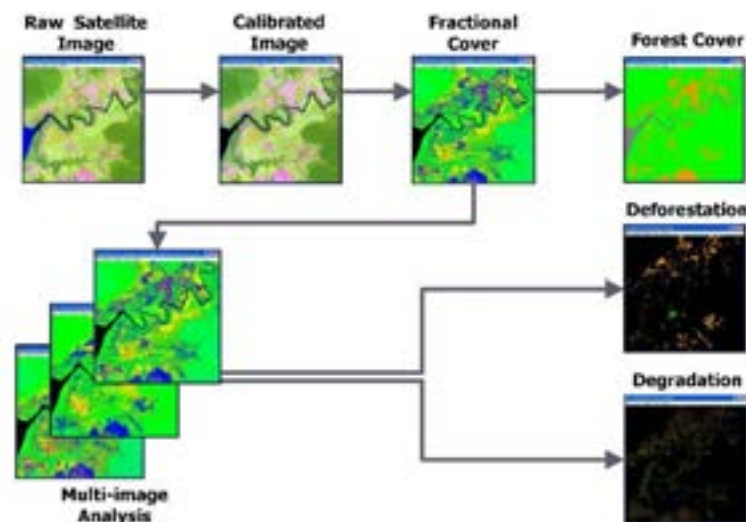 Raw Satellite
Image
Calibrated
Image
Fractional
Cover
Forest Cover
Deforestation
Degradation
Multi-image
Analysis